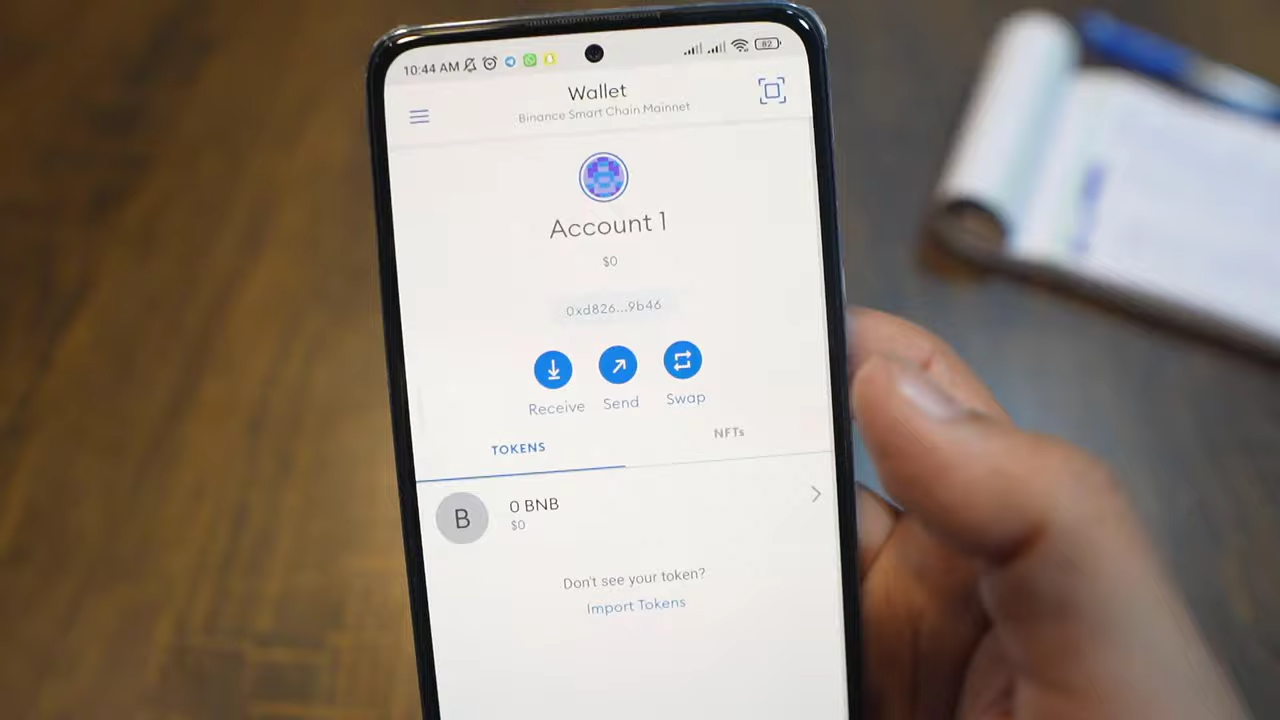 10:44 AM
82
Wallet
Binance Smart Chain Mainnet
Account 1
$0
0xd826...9b46
Receive Send Swap
TOKENS NFTs
B 0 BNB
$0
Don't see your token?
Import Tokens